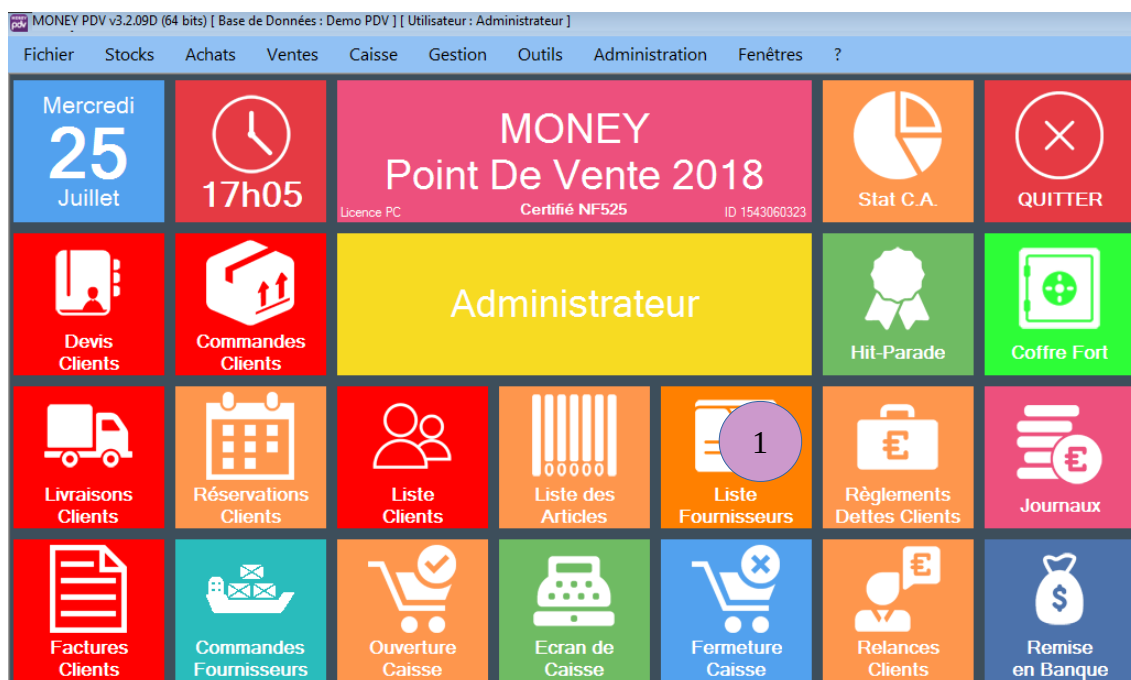 MONEY PDV v3.2.09D (64 bits) [ Base de Données : Demo PDV ] [ Utilisateur : Administrateur ]
Fichier Stocks Achats Ventes Caisse Gestion Outils Administration Fenêtres ?
Mercredi
25
Juillet
17h05
MONEY
Point De Vente 2018
Licence PC Certifié NF525 ID 1543060323
Stat C.A.
QUITTER
Devis
Clients
Commandes
Clients
Administrateur
Hit-Parade
Coffre Fort
Livraisons
Clients
Réservations
Clients
Liste
Clients
Liste des
Articles
1
Liste
Fournisseurs
€
Règlements
Dettes Clients
€
Journaux
Factures
Clients
Commandes
Fournisseurs
Ouverture
Caisse
Ecran de
Caisse
Fermeture
Caisse
€
Relances
Clients
$
Remise
en Banque